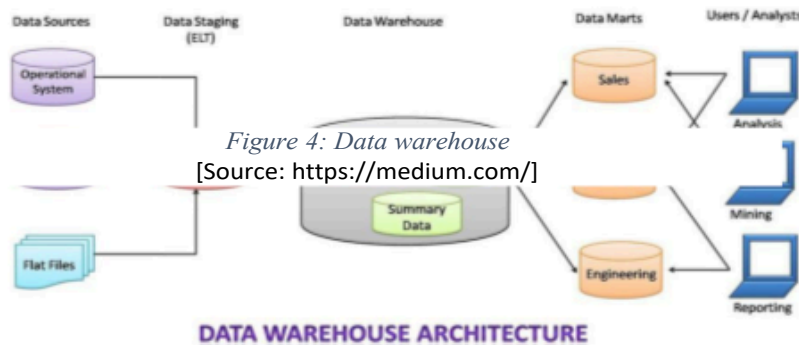 Data Sources
Data Staging
(ELT)
Data Warehouse
Data Marts
Users / Analysts
Operational
System
Sales
Analysis
Figure 4: Data warehouse
[Source: https://medium.com/]
Mining
Summary
Data
Flat Files
Engineering
Reporting
DATA WAREHOUSE ARCHITECTURE